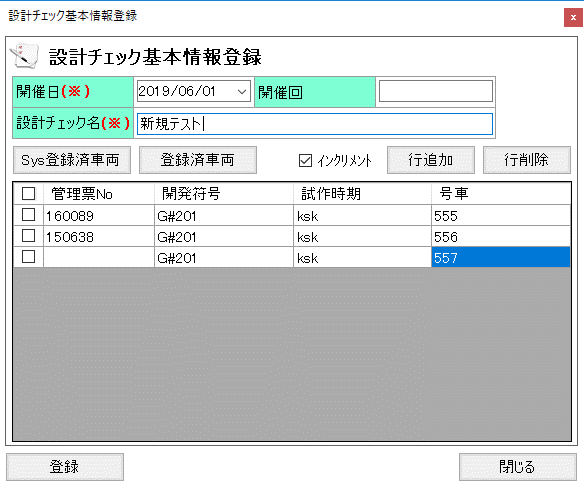 設計チェック基本情報登録
設計チェック基本情報登録
開催日(※) 2019/06/01 開催回
設計チェック名(※) 新規テスト
Sys登録済車両 登録済車両 インクリメント 行追加 行削除
管理票No 開発符号 試作時期 号車
160089 G#201 ksk 555
150638 G#201 ksk 556
G#201 ksk 557
登録 閉じる